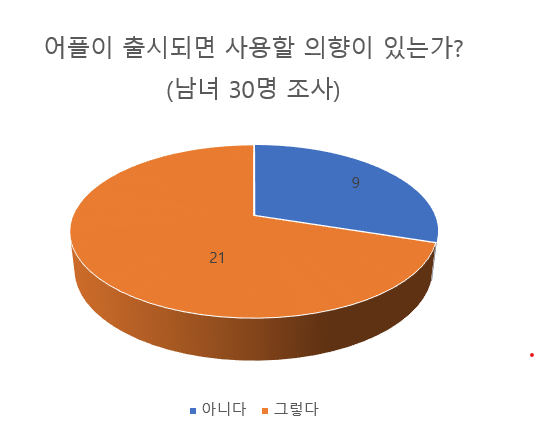 어플이 출시되면 사용할 의향이 있는가?
(남녀 30명 조사)
9
21
아니다 그렇다